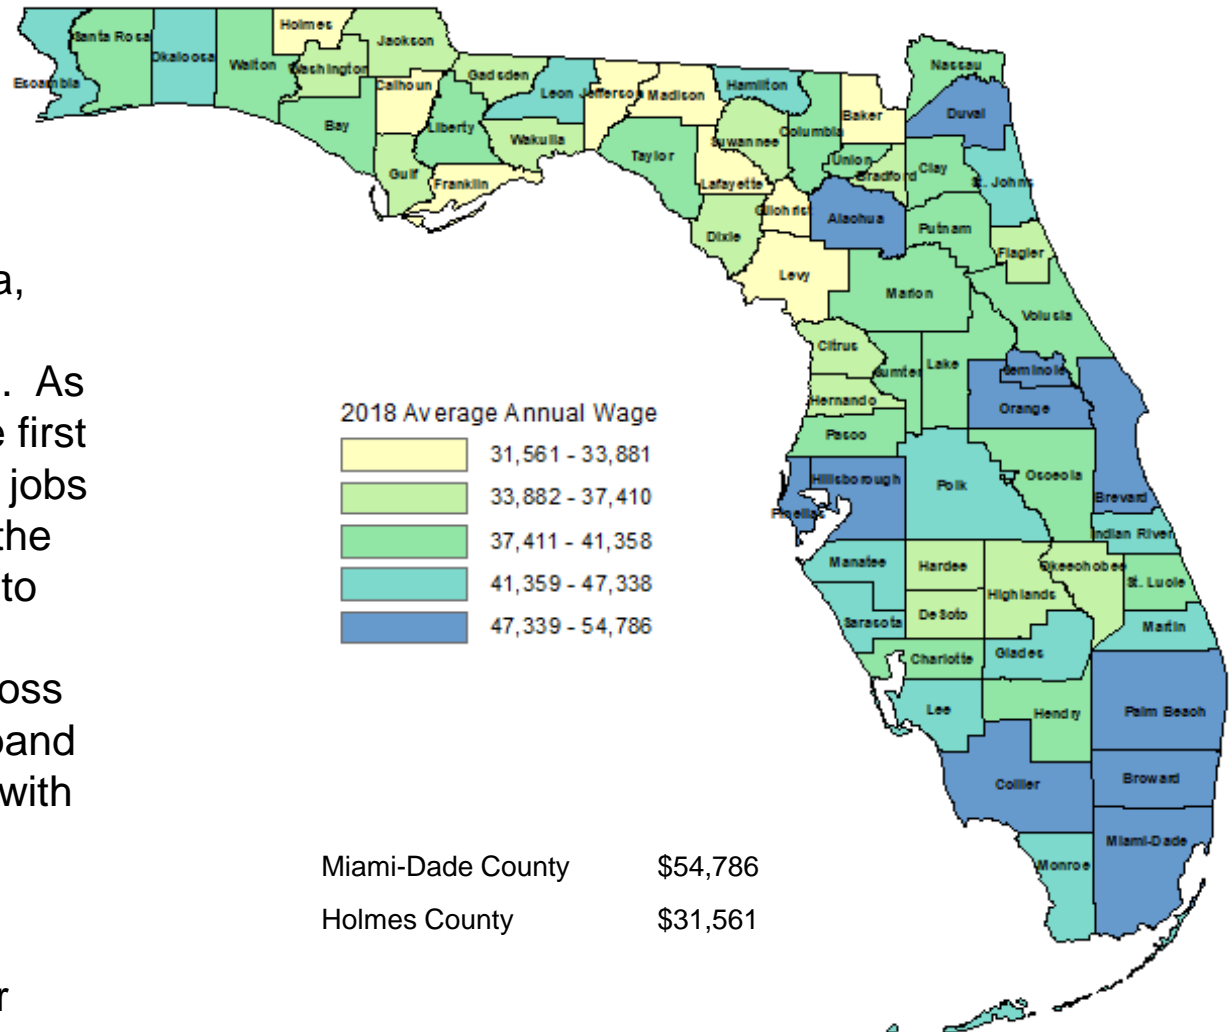 Holmes
Santa Rosa
Okaloosa
Walton
Washington
Jackson
Escambia
Calhoun
Gadsden
Leon
Jefferson
Madison
Hamilton
Nassau
Bay
Liberty
Wakulla
Taylor
Suwannee
Columbia
Baker
Duval
Gulf
Franklin
Lafayette
Union
Bradford
Clay
St. Johns
Dixie
Gilchrist
Alachua
Putnam
Flagler
Levy
Marion
Volusia
a,
Citrus
Sumter
Lake
Seminole
. As
Hernando
Orange
e first
Pasco
jobs
Hillsborough
Polk
Osceola
Brevard
the
Pinellas
Indian River
to
Manatee
Hardee
Highlands
Okeechobee
St. Lucie
Sarasota
DeSoto
Martin
oss
Charlotte
Glades
band
Lee
Hendry
Palm Beach
with
Collier
Broward
Miami-Dade
Monroe
r
2018 Average Annual Wage
31,561 - 33,881
33,882 - 37,410
37,411 - 41,358
41,359 - 47,338
47,339 - 54,786
Miami-Dade County $54,786
Holmes County $31,561